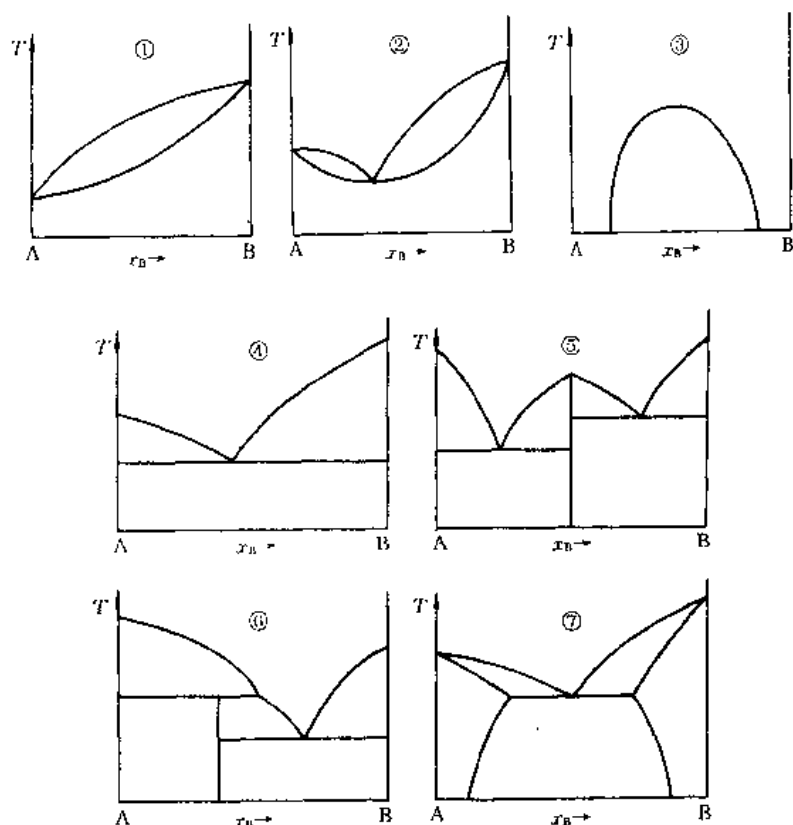 T ① T ② T ③
A x_B→ B A x_B→ B A x_B→ B
T ④ T ⑤
A x_B→ B A x_B→ B
T ⑥ T ⑦
A x_B→ B A x_B→ B